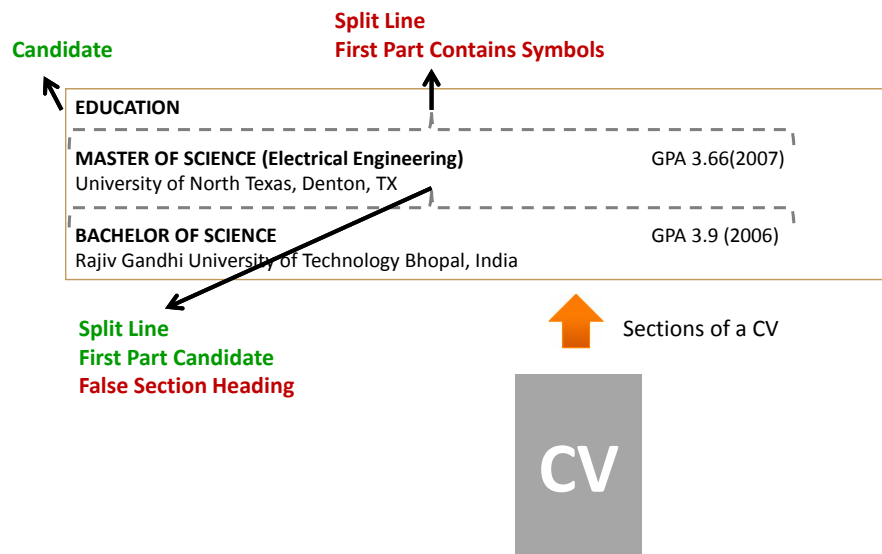 Split Line
First Part Contains Symbols
Candidate
EDUCATION
MASTER OF SCIENCE (Electrical Engineering) GPA 3.66(2007)
University of North Texas, Denton, TX
BACHELOR OF SCIENCE GPA 3.9 (2006)
Rajiv Gandhi University of Technology Bhopal, India
Split Line
First Part Candidate
False Section Heading
Sections of a CV
CV